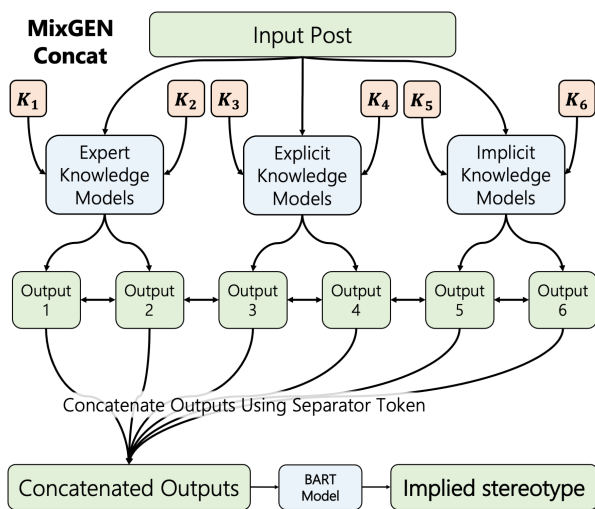 MixGEN
Concat
Input Post
K1
K2
K3
K4
K5
K6
Expert
Knowledge
Models
Explicit
Knowledge
Models
Implicit
Knowledge
Models
Output
1
Output
2
Output
3
Output
4
Output
5
Output
6
Concatenate Outputs Using Separator Token
Concatenated Outputs
BART
Model
Implied stereotype